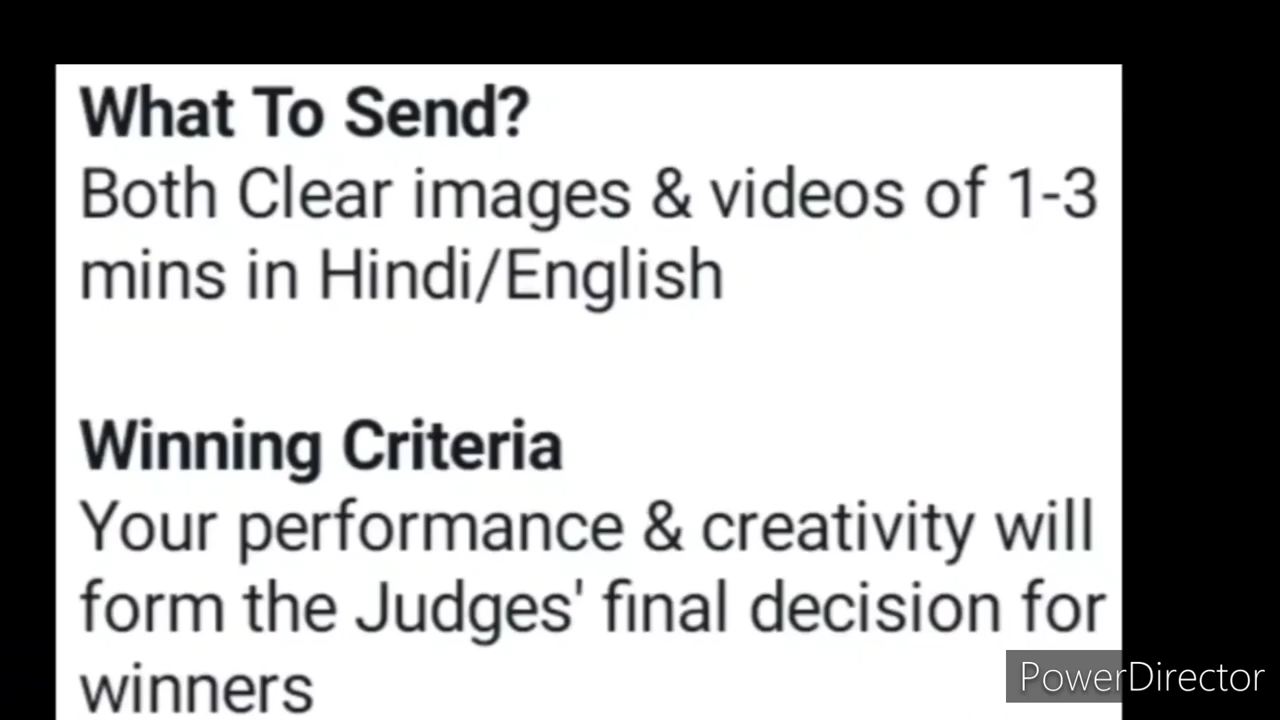 What To Send?
Both Clear images & videos of 1-3
mins in Hindi/English
Winning Criteria
Your performance & creativity will
form the Judges' final decision for
winners
PowerDirector